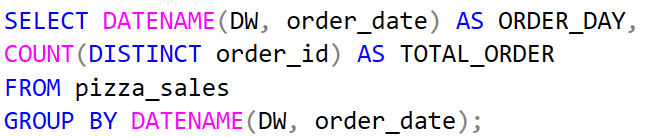 SELECT DATENAME(DW, order_date) AS ORDER_DAY,
COUNT(DISTINCT order_id) AS TOTAL_ORDER
FROM pizza_sales
GROUP BY DATENAME(DW, order_date);